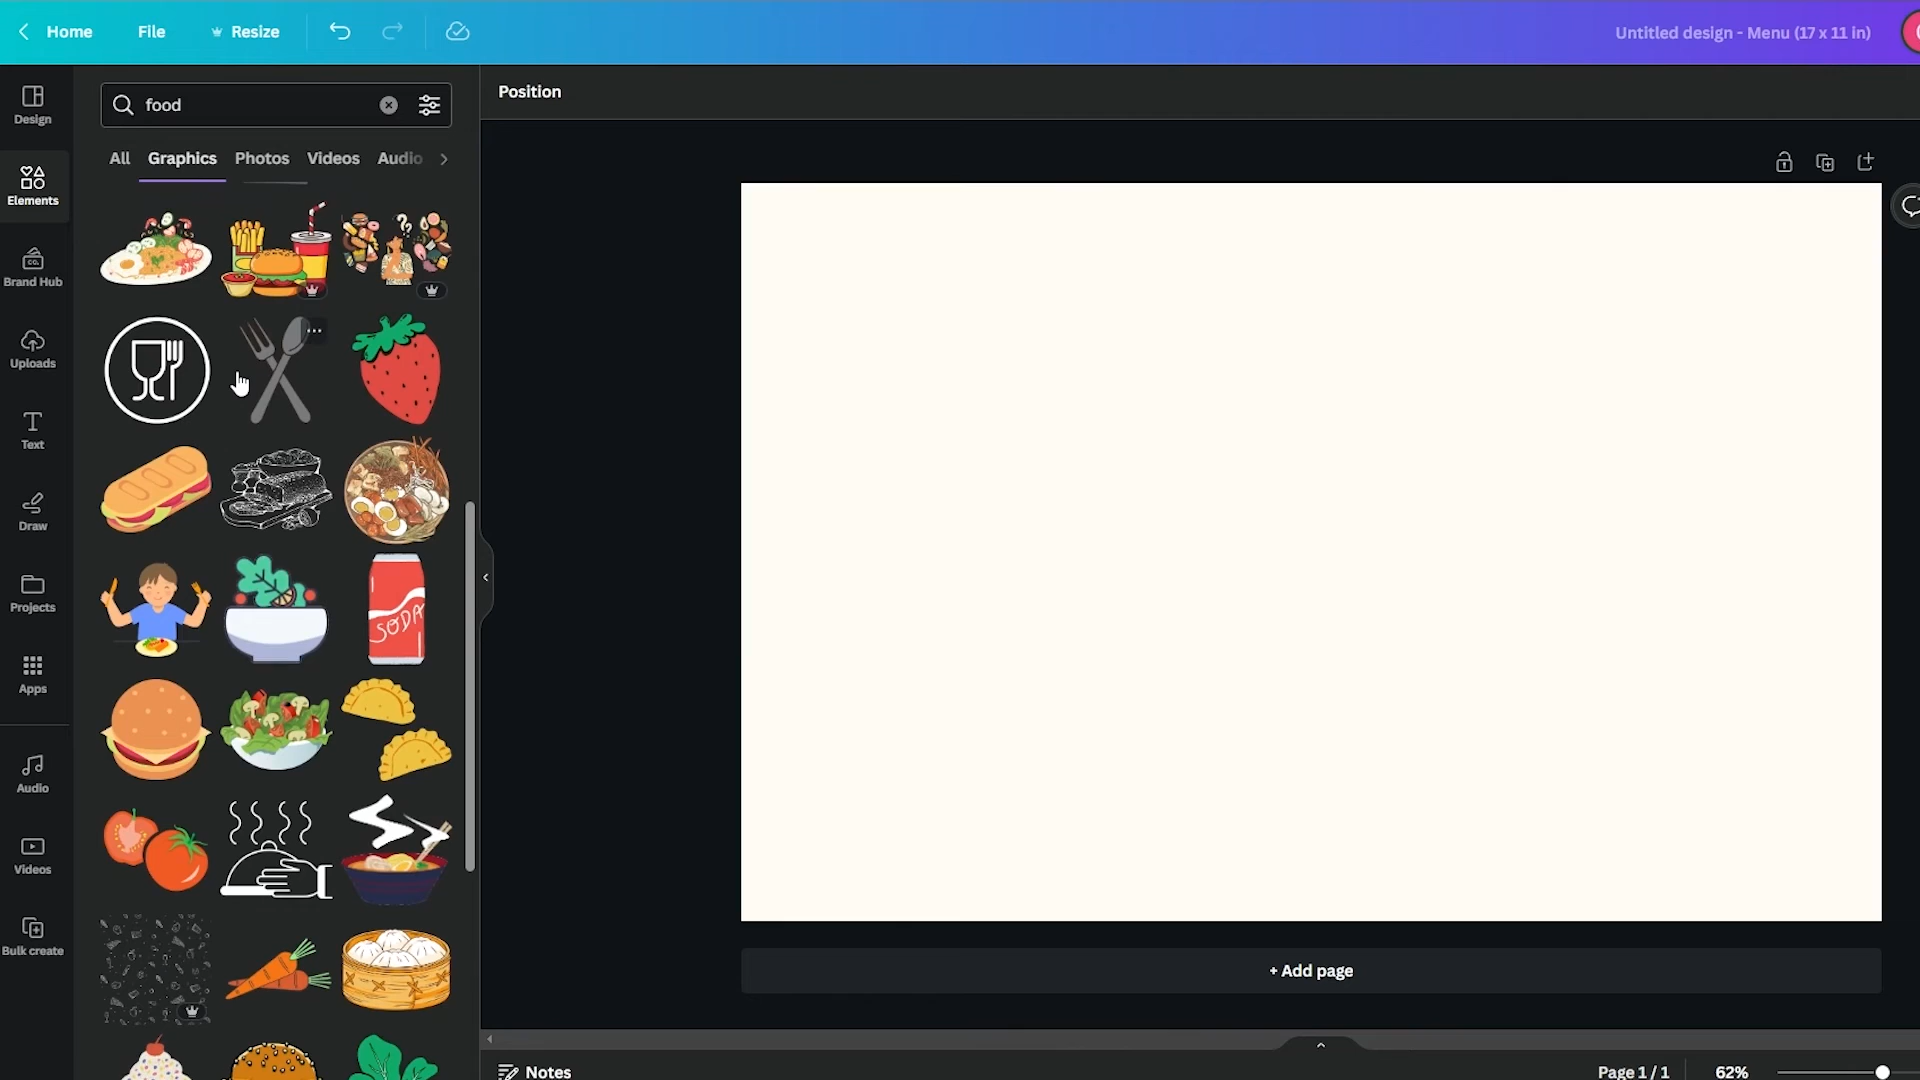 Home
File
Resize
Untitled design - Menu (17 x 11 in)
Design
Elements
Brand Hub
CO.
Uploads
Text
Draw
Projects
Apps
Audio
Videos
Bulk create
food
All
Graphics
Photos
Videos
Audio
SODA
Position
+ Add page
Notes
Page 1 / 1
62%